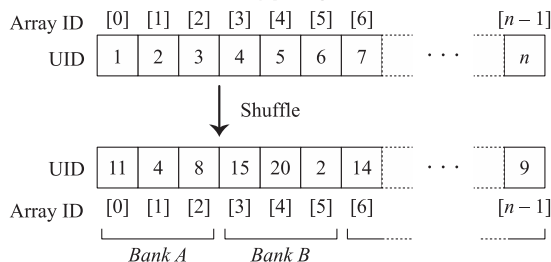 Array ID [0] [1] [2] [3] [4] [5] [6] [n − 1]
UID 1 2 3 4 5 6 7 · · · n
Shuffle
UID 11 4 8 15 20 2 14 · · · 9
Array ID [0] [1] [2] [3] [4] [5] [6] [n − 1]
Bank A Bank B